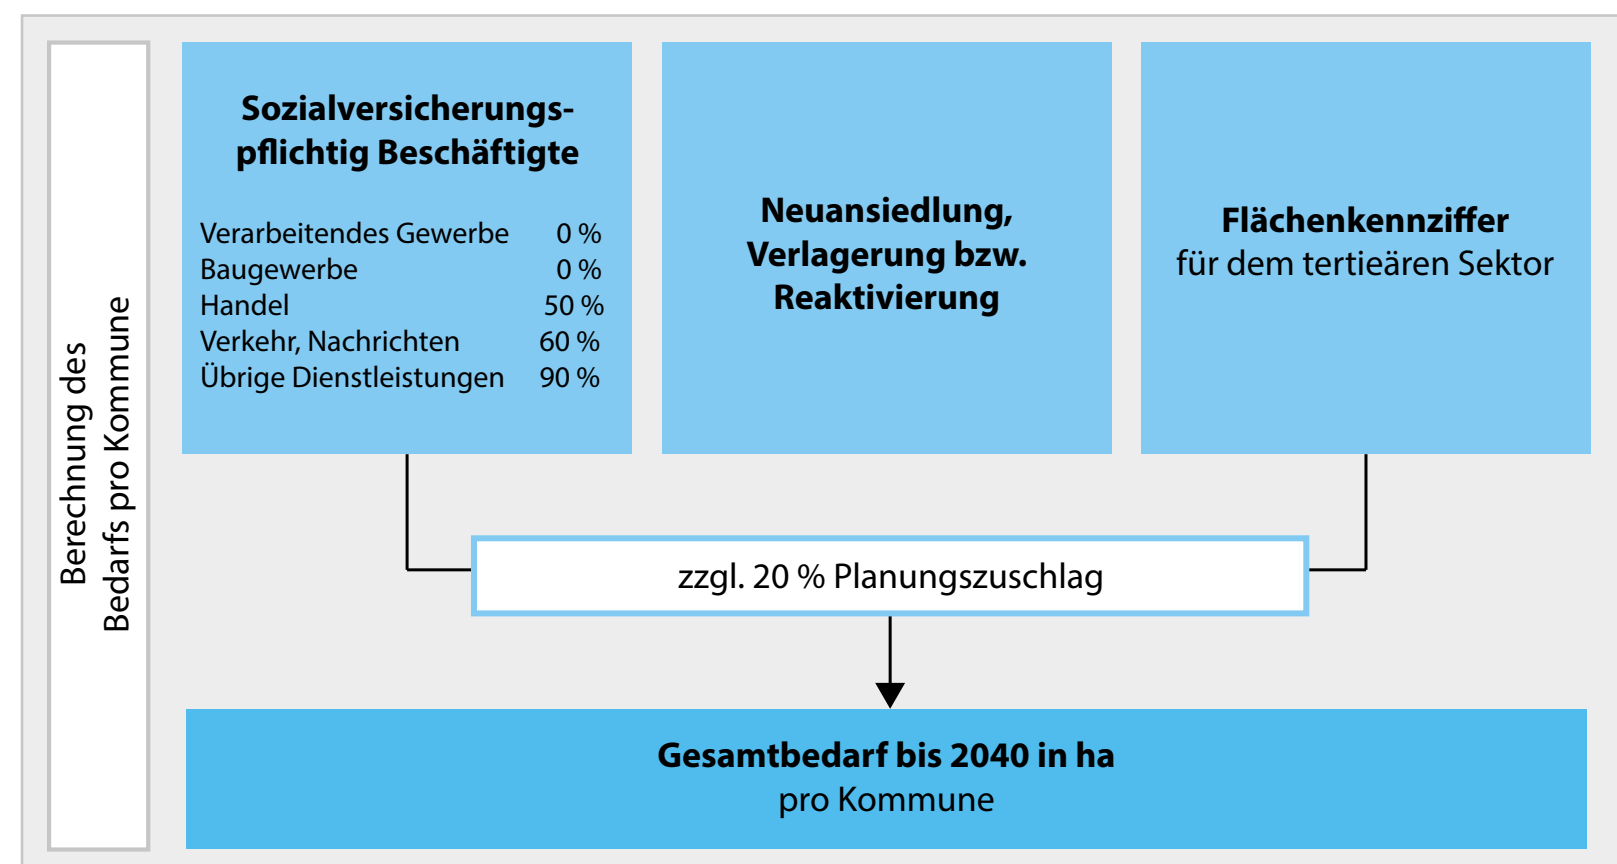 Berechnung des
Bedarfs pro Kommune
Sozialversicherungs-
pflichtig Beschäftigte
Verarbeitendes Gewerbe 0 %
Baugewerbe 0 %
Handel 50 %
Verkehr, Nachrichten 60 %
Übrige Dienstleistungen 90 %
Neuansiedlung,
Verlagerung bzw.
Reaktivierung
Flächenkennziffer
für dem tertieären Sektor
zzgl. 20 % Planungszuschlag
Gesamtbedarf bis 2040 in ha
pro Kommune